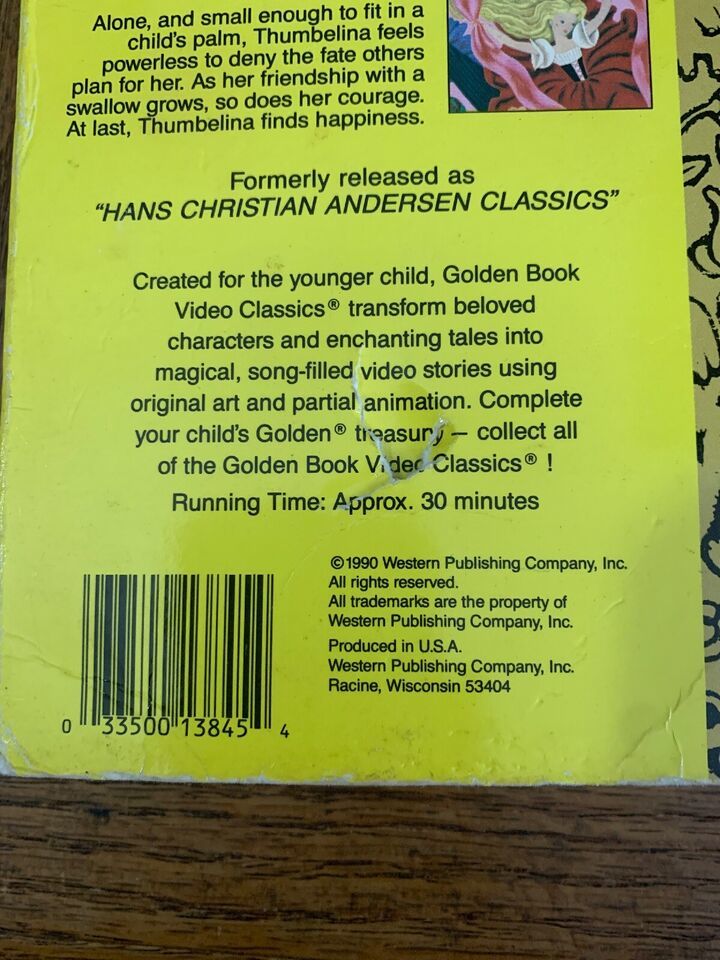 Alone, and small enough to fit in a
child's palm, Thumbelina feels
powerless to deny the fate others
plan for her. As her friendship with a
swallow grows, so does her courage.
At last, Thumbelina finds happiness.
Formerly released as
"HANS CHRISTIAN ANDERSEN CLASSICS"
Created for the younger child, Golden Book
Video Classics® transform beloved
characters and enchanting tales into
magical, song-filled video stories using
original art and partial animation. Complete
your child's Golden® treasury — collect all
of the Golden Book Video Classics® !
Running Time: Approx. 30 minutes
©1990 Western Publishing Company, Inc.
All rights reserved.
All trademarks are the property of
Western Publishing Company, Inc.
Produced in U.S.A.
Western Publishing Company, Inc.
Racine, Wisconsin 53404
0 33500 13845 4